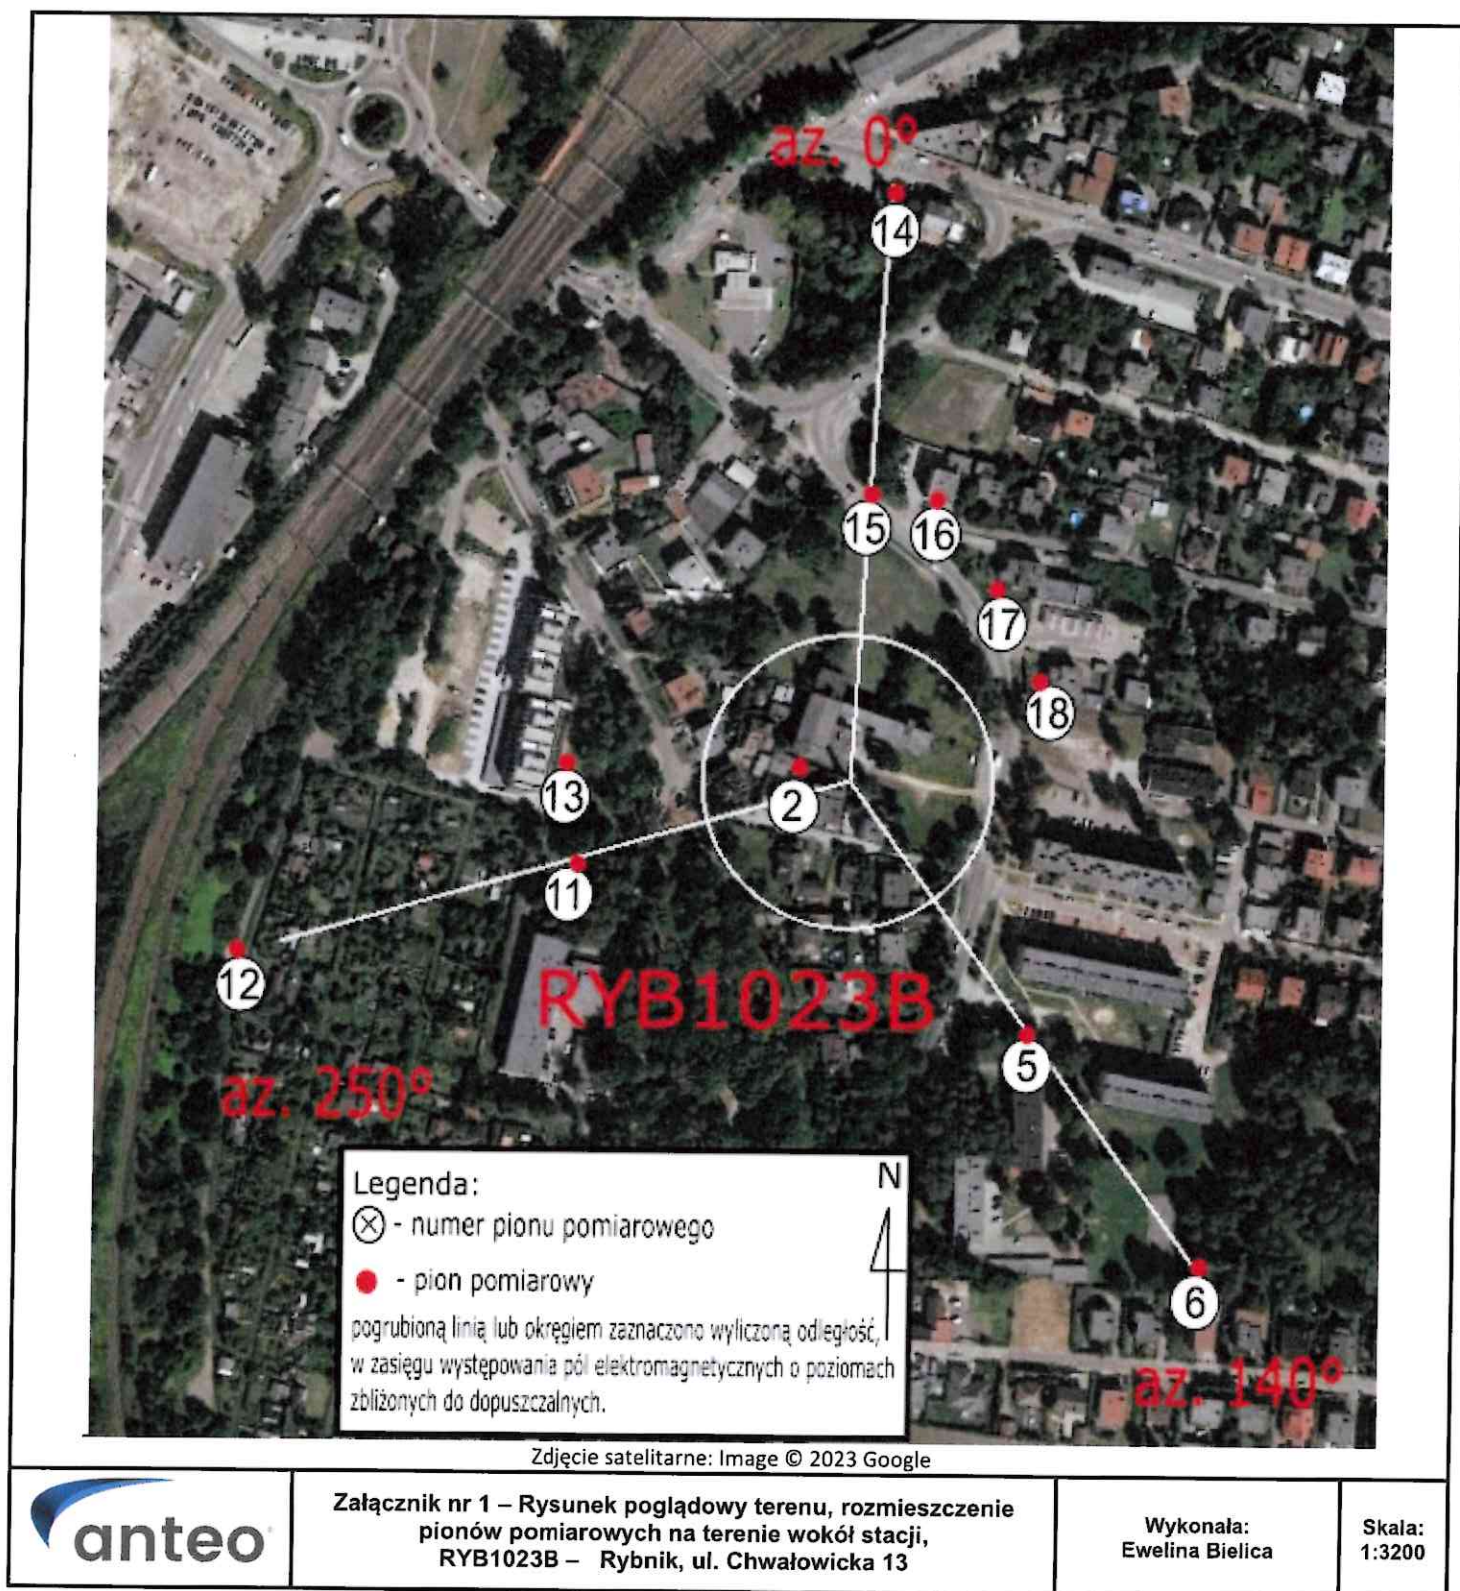 az. 0º
14
15
16
17
18
2
13
11
12
RYB1023B
5
az. 250º
6
az. 140º
Legenda:
N
- numer pionu pomiarowego
- pion pomiarowy
pogrubioną linią lub okręgiem zaznaczono wyliczoną odległość,
w zasięgu występowania pól elektromagnetycznych o poziomach
zbliżonych do dopuszczalnych.
Zdjęcie satelitarne: Image © 2023 Google
anteo
Załącznik nr 1 – Rysunek poglądowy terenu, rozmieszczenie
pionów pomiarowych na terenie wokół stacji,
RYB1023B – Rybnik, ul. Chwałowicka 13
Wykonała:
Ewelina Bielica
Skala:
1:3200